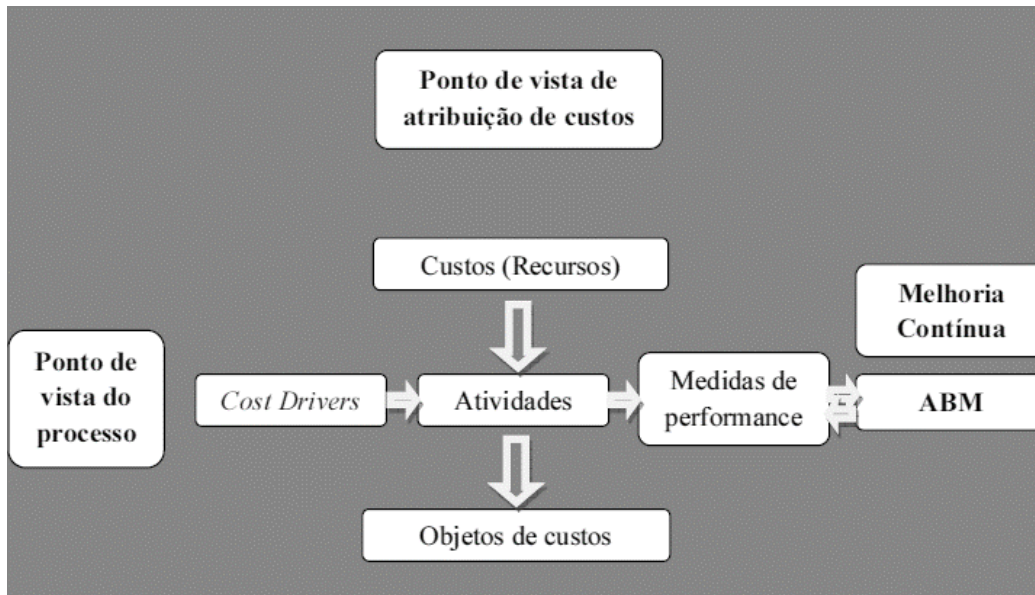 Ponto de vista de
atribuição de custos
Custos (Recursos)
Melhoria
Contínua
Ponto de
vista do
processo
Cost Drivers
Atividades
Medidas de
performance
ABM
Objetos de custos